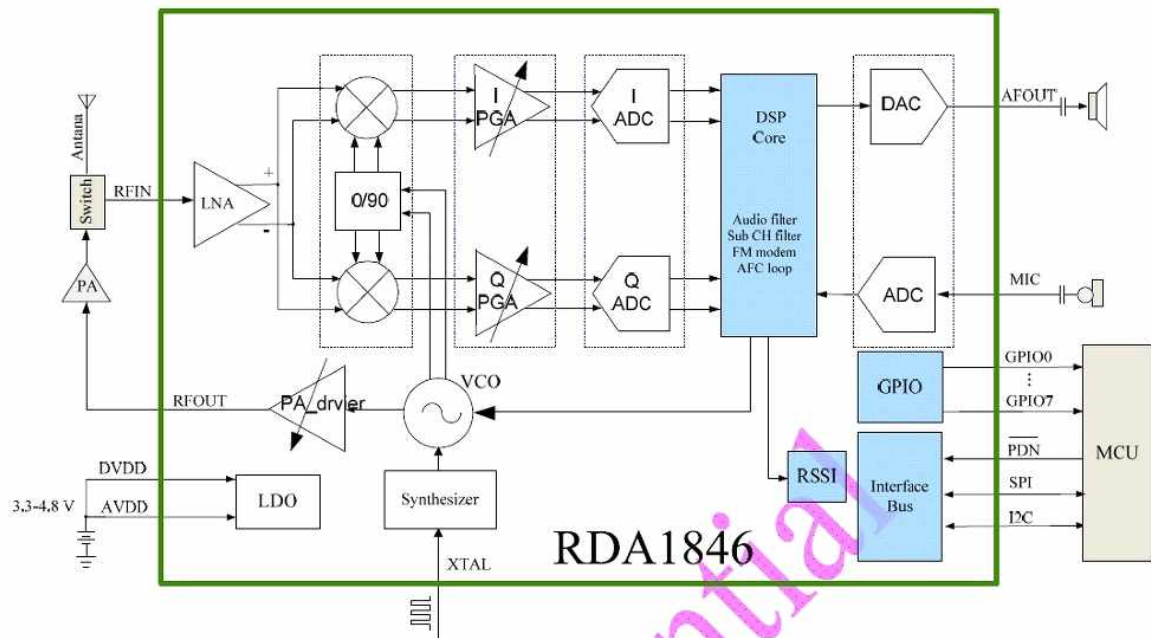 Antana
Switch
RFIN
PA
LNA
+
-
0/90
I
PGA
Q
PGA
I
ADC
Q
ADC
DSP
Core
Audio filter
Sub CH filter
FM modem
AFC loop
DAC
ADC
AFOUT
MIC
RFOUT
PA_drvier
VCO
GPIO
GPIO0
GPIO7
MCU
DVDD
AVDD
3.3-4.8 V
LDO
Synthesizer
XTAL
RSSI
Interface
Bus
PDN
SPI
I2C
RDA1846
ntial